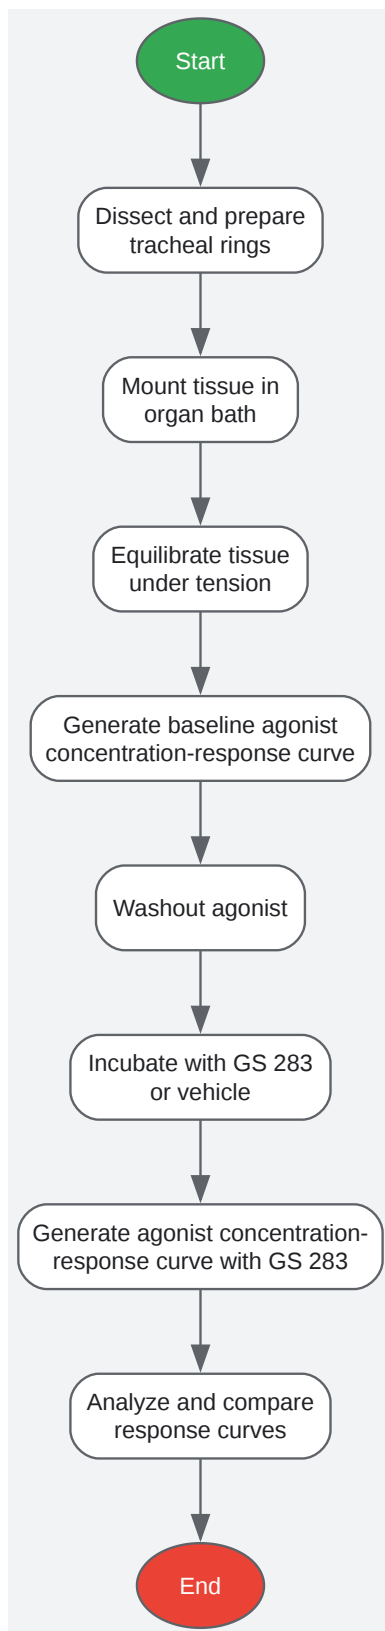 Start
Dissect and prepare
tracheal rings
Mount tissue in
organ bath
Equilibrate tissue
under tension
Generate baseline agonist
concentration-response curve
Washout agonist
Incubate with GS 283
or vehicle
Generate agonist concentration-
response curve with GS 283
Analyze and compare
response curves
End